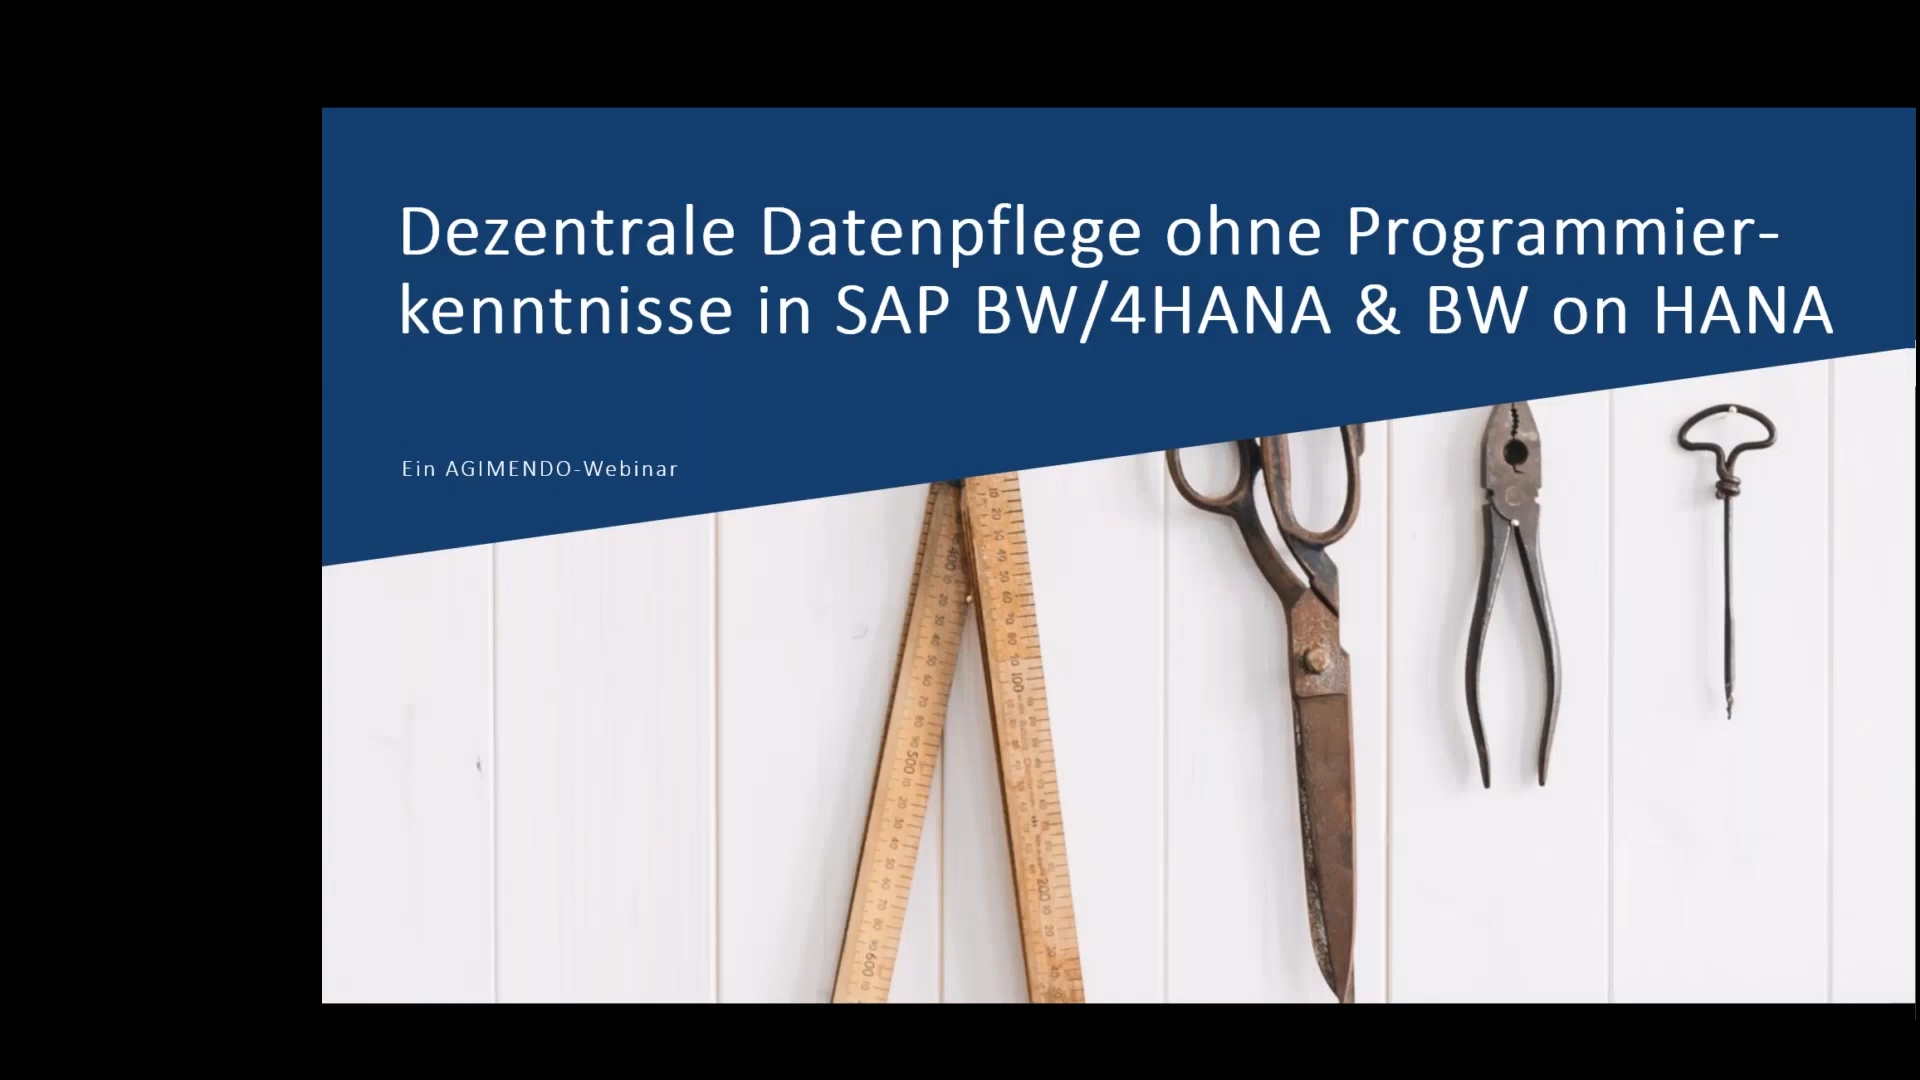 Dezentrale Datenpflege ohne Programmier-
kenntnisse in SAP BW/4HANA & BW on HANA
Ein AGIMENDO-Webinar